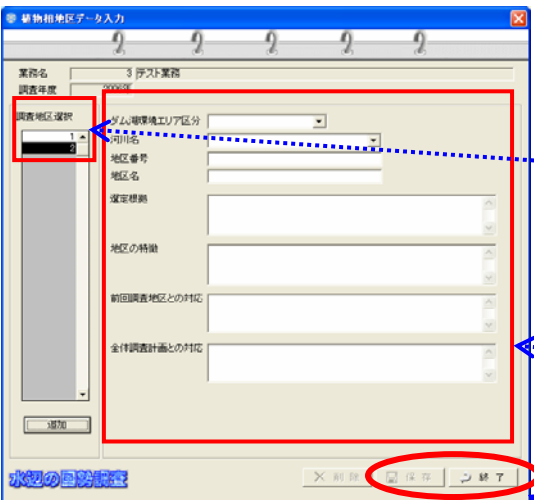 植物相地区データ入力
業務名 3 テスト業務
調査年度 2006年
調査地区選択
1
2
ダム湖環境エリア区分
河川名
地区番号
地区名
選定根拠
地区の特徴
前回調査地区との対応
全体調査計画との対応
追加
水辺の国勢調査
削除 保存 終了